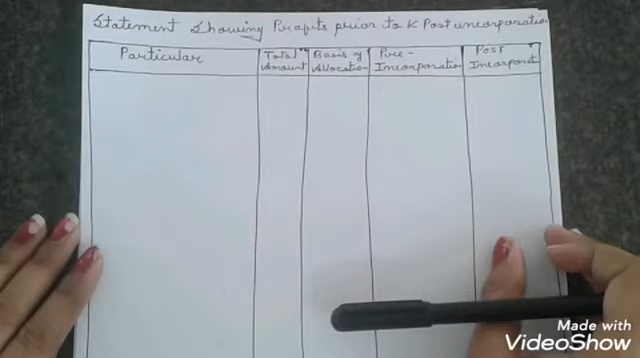 Statement Showing Profits prior to & Post incorporation
Particular Total Amount Basis of Allocation Pre-Incorporation Post Incorporat
Made with
VideoShow